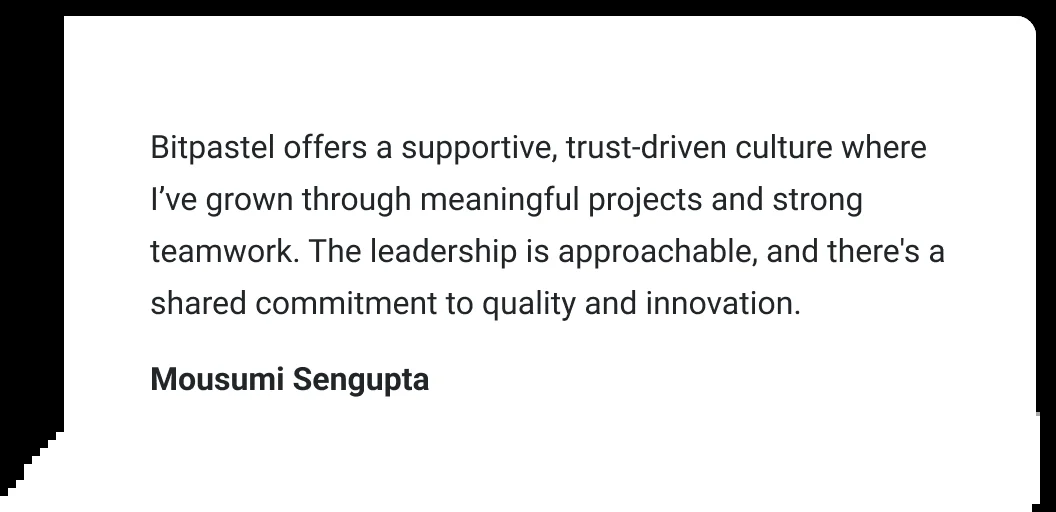 Bitpastel offers a supportive, trust-driven culture where
I’ve grown through meaningful projects and strong
teamwork. The leadership is approachable, and there's a
shared commitment to quality and innovation.
Mousumi Sengupta